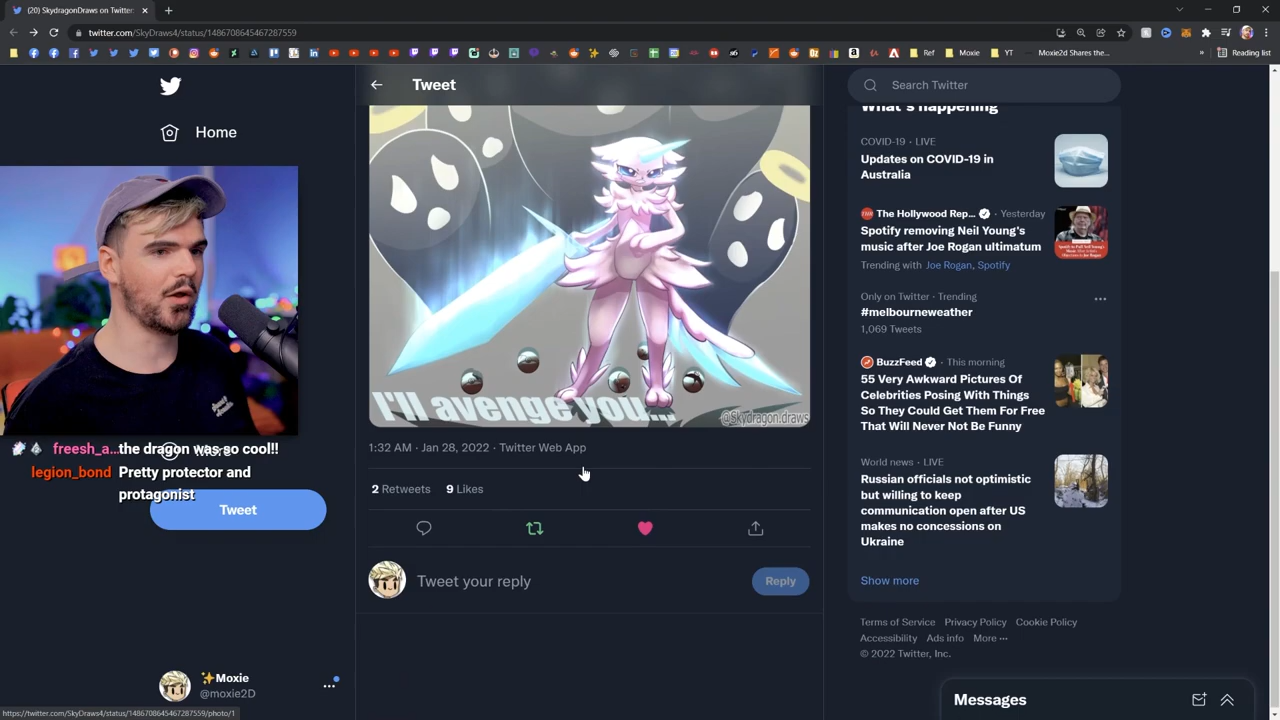 (20) SkydragonDraws on Twitter:
twitter.com/SkyDraws4/status/1486708645467287559
Ref
Moxie
YT
Moxie2d Shares the...
Reading list
Home
Tweet
Search Twitter
What's happening
COVID-19 · LIVE
Updates on COVID-19 in
Australia
The Hollywood Rep... · Yesterday
Spotify removing Neil Young's
music after Joe Rogan ultimatum
Trending with Joe Rogan, Spotify
Only on Twitter · Trending
#melbourneweather
1,069 Tweets
BuzzFeed · This morning
55 Very Awkward Pictures Of
Celebrities Posing With Things
So They Could Get Them For Free
That Will Never Not Be Funny
World news · LIVE
Russian officials not optimistic
but willing to keep
communication open after US
makes no concessions on
Ukraine
Show more
Terms of Service Privacy Policy Cookie Policy
Accessibility Ads info More ···
© 2022 Twitter, Inc.
I'll avenge you...
@Skydragon.draws
1:32 AM · Jan 28, 2022 · Twitter Web App
2 Retweets 9 Likes
Tweet your reply
Reply
freesh_a... the dragon was so cool!!
legion_bond Pretty protector and
protagonist
Tweet
✨Moxie
@moxie2D
Messages
https://twitter.com/SkyDraws4/status/1486708645467287559/photo/1